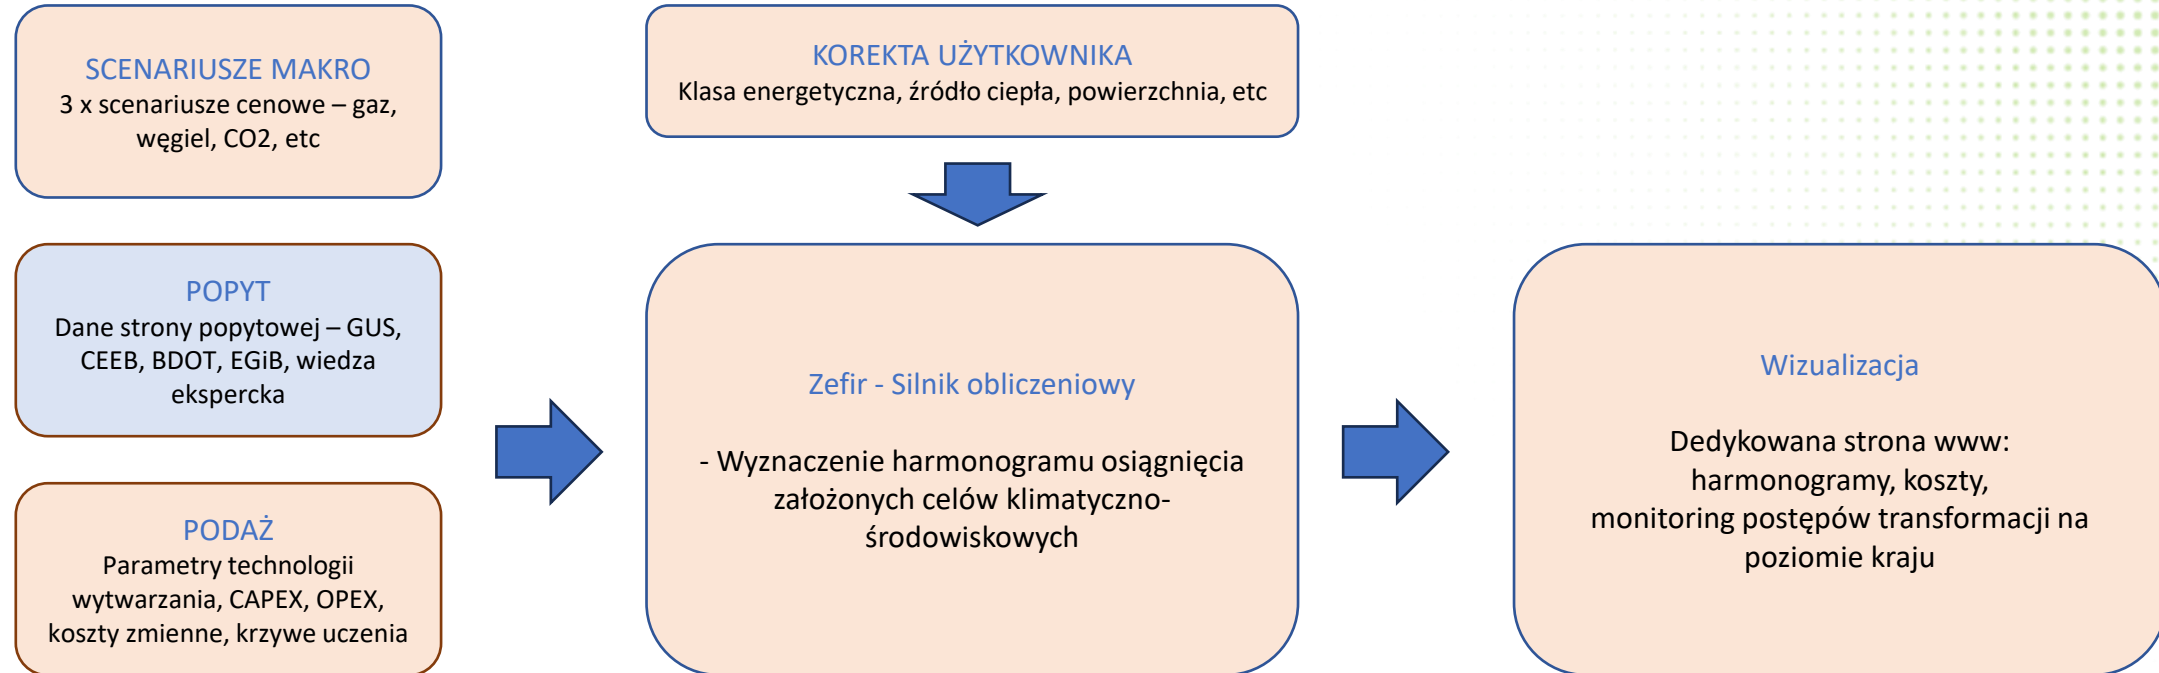 SCENARIUSZE MAKRO
3 x scenariusze cenowe – gaz,
węgiel, CO2, etc
POPYT
Dane strony popytowej – GUS,
CEEB, BDOT, EGiB, wiedza
ekspercka
PODAŻ
Parametry technologii
wytwarzania, CAPEX, OPEX,
koszty zmienne, krzywe uczenia
KOREKTA UŻYTKOWNIKA
Klasa energetyczna, źródło ciepła, powierzchnia, etc
Zefir - Silnik obliczeniowy
- Wyznaczenie harmonogramu osiągnięcia
założonych celów klimatyczno-
środowiskowych
Wizualizacja
Dedykowana strona www:
harmonogramy, koszty,
monitoring postępów transformacji na
poziomie kraju